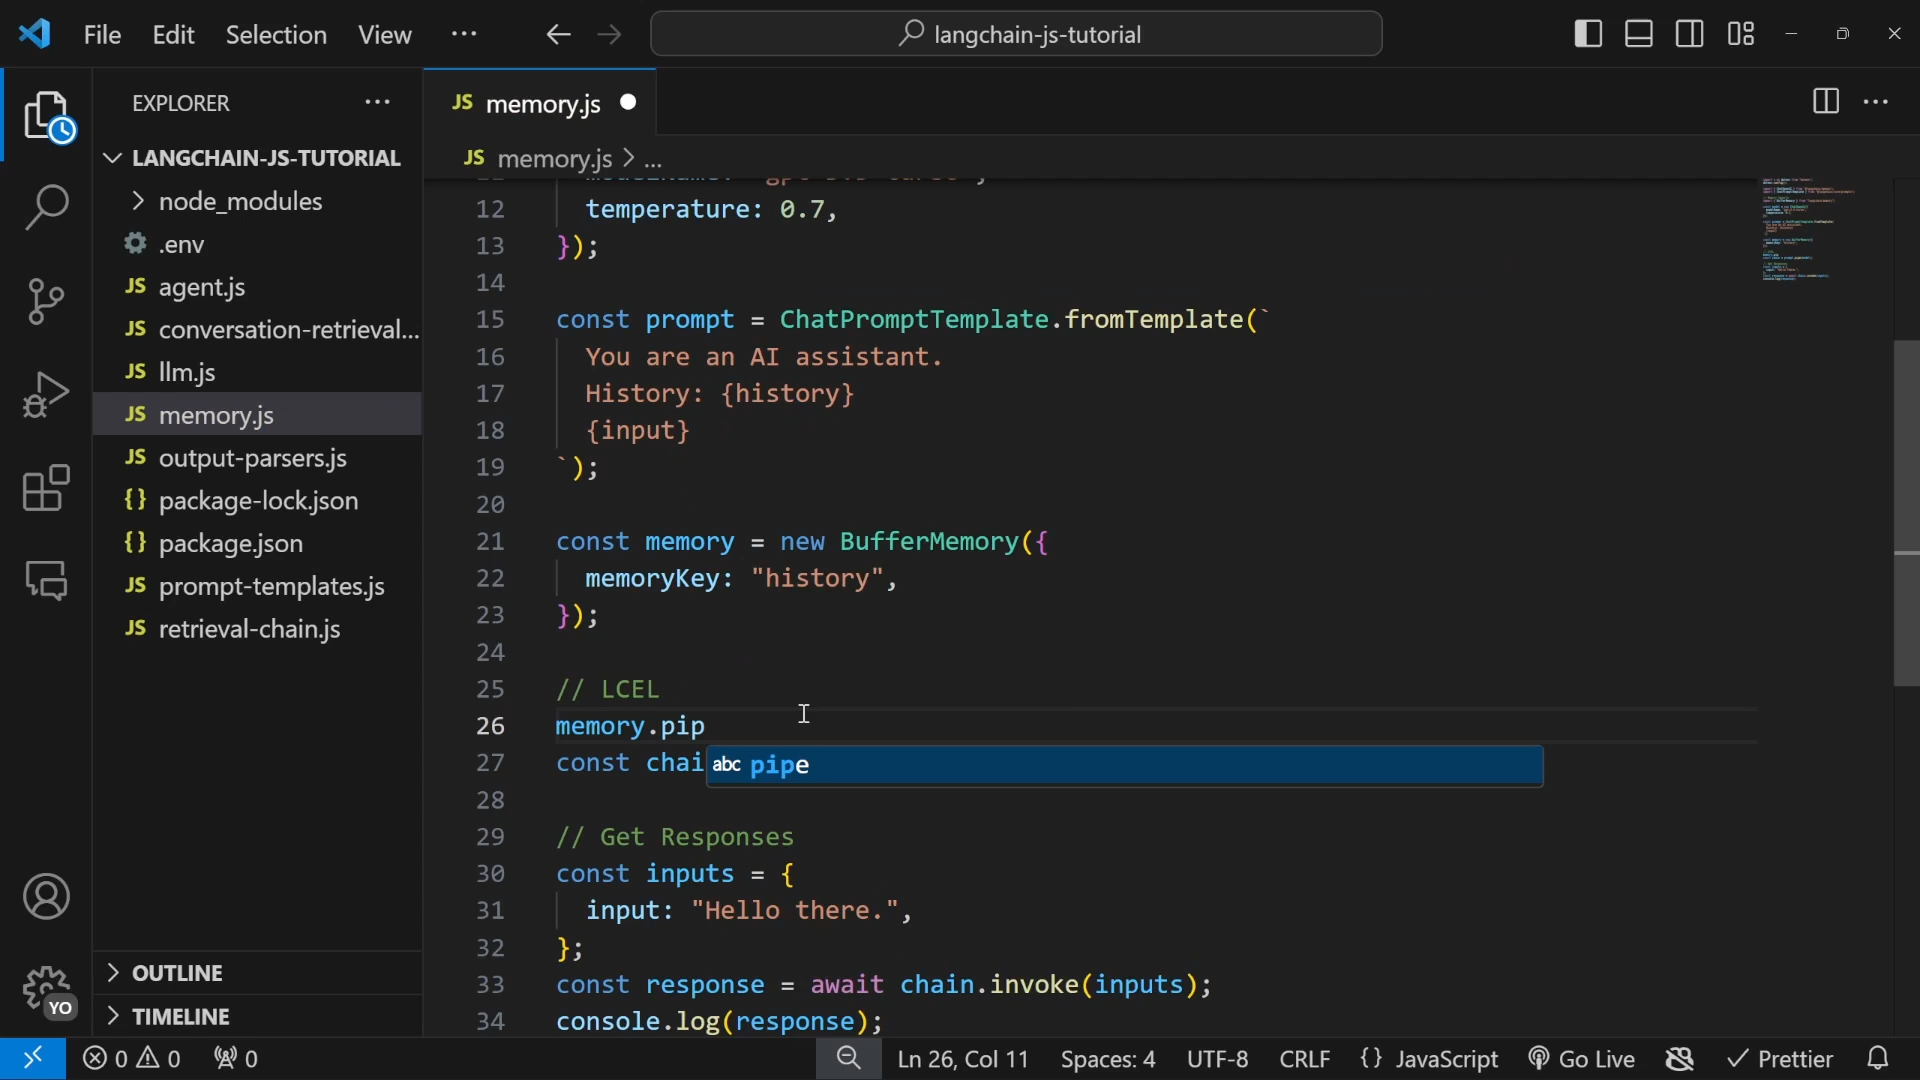 File Edit Selection View ··· langchain-js-tutorial
EXPLORER ···
LANGCHAIN-JS-TUTORIAL
node_modules
.env
JS agent.js
JS conversation-retrieval...
JS llm.js
JS memory.js
JS output-parsers.js
{} package-lock.json
{} package.json
JS prompt-templates.js
JS retrieval-chain.js
OUTLINE
TIMELINE
YO
JS memory.js
JS memory.js > ...
12 temperature: 0.7,
13 });
14
15 const prompt = ChatPromptTemplate.fromTemplate(`
16 You are an AI assistant.
17 History: {history}
18 {input}
19 `);
20
21 const memory = new BufferMemory({
22 memoryKey: "history",
23 });
24
25 // LCEL
26 memory.pip
27 const chai abc pipe
28
29 // Get Responses
30 const inputs = {
31 input: "Hello there.",
32 };
33 const response = await chain.invoke(inputs);
34 console.log(response);
0 0 0 Ln 26, Col 11 Spaces: 4 UTF-8 CRLF {} JavaScript Go Live Prettier